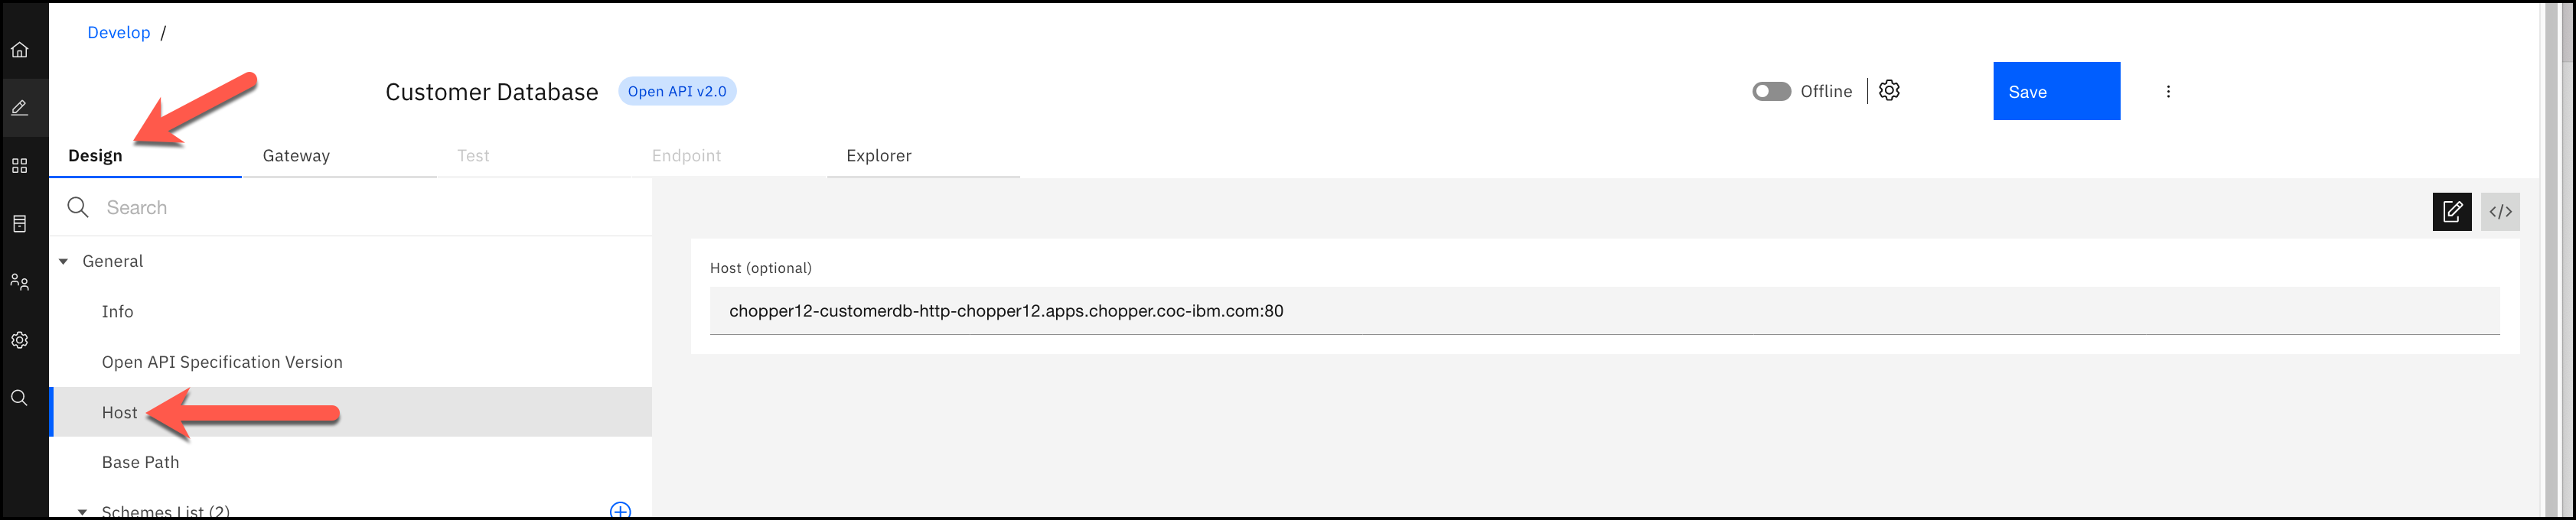 Develop /
Customer Database Open API v2.0 Offline Save
Design Gateway Test Endpoint Explorer
Search
General
Info
Open API Specification Version
Host
Base Path
Schemes List (2)
Host (optional)
chopper12-customerdb-http-chopper12.apps.chopper.coc-ibm.com:80